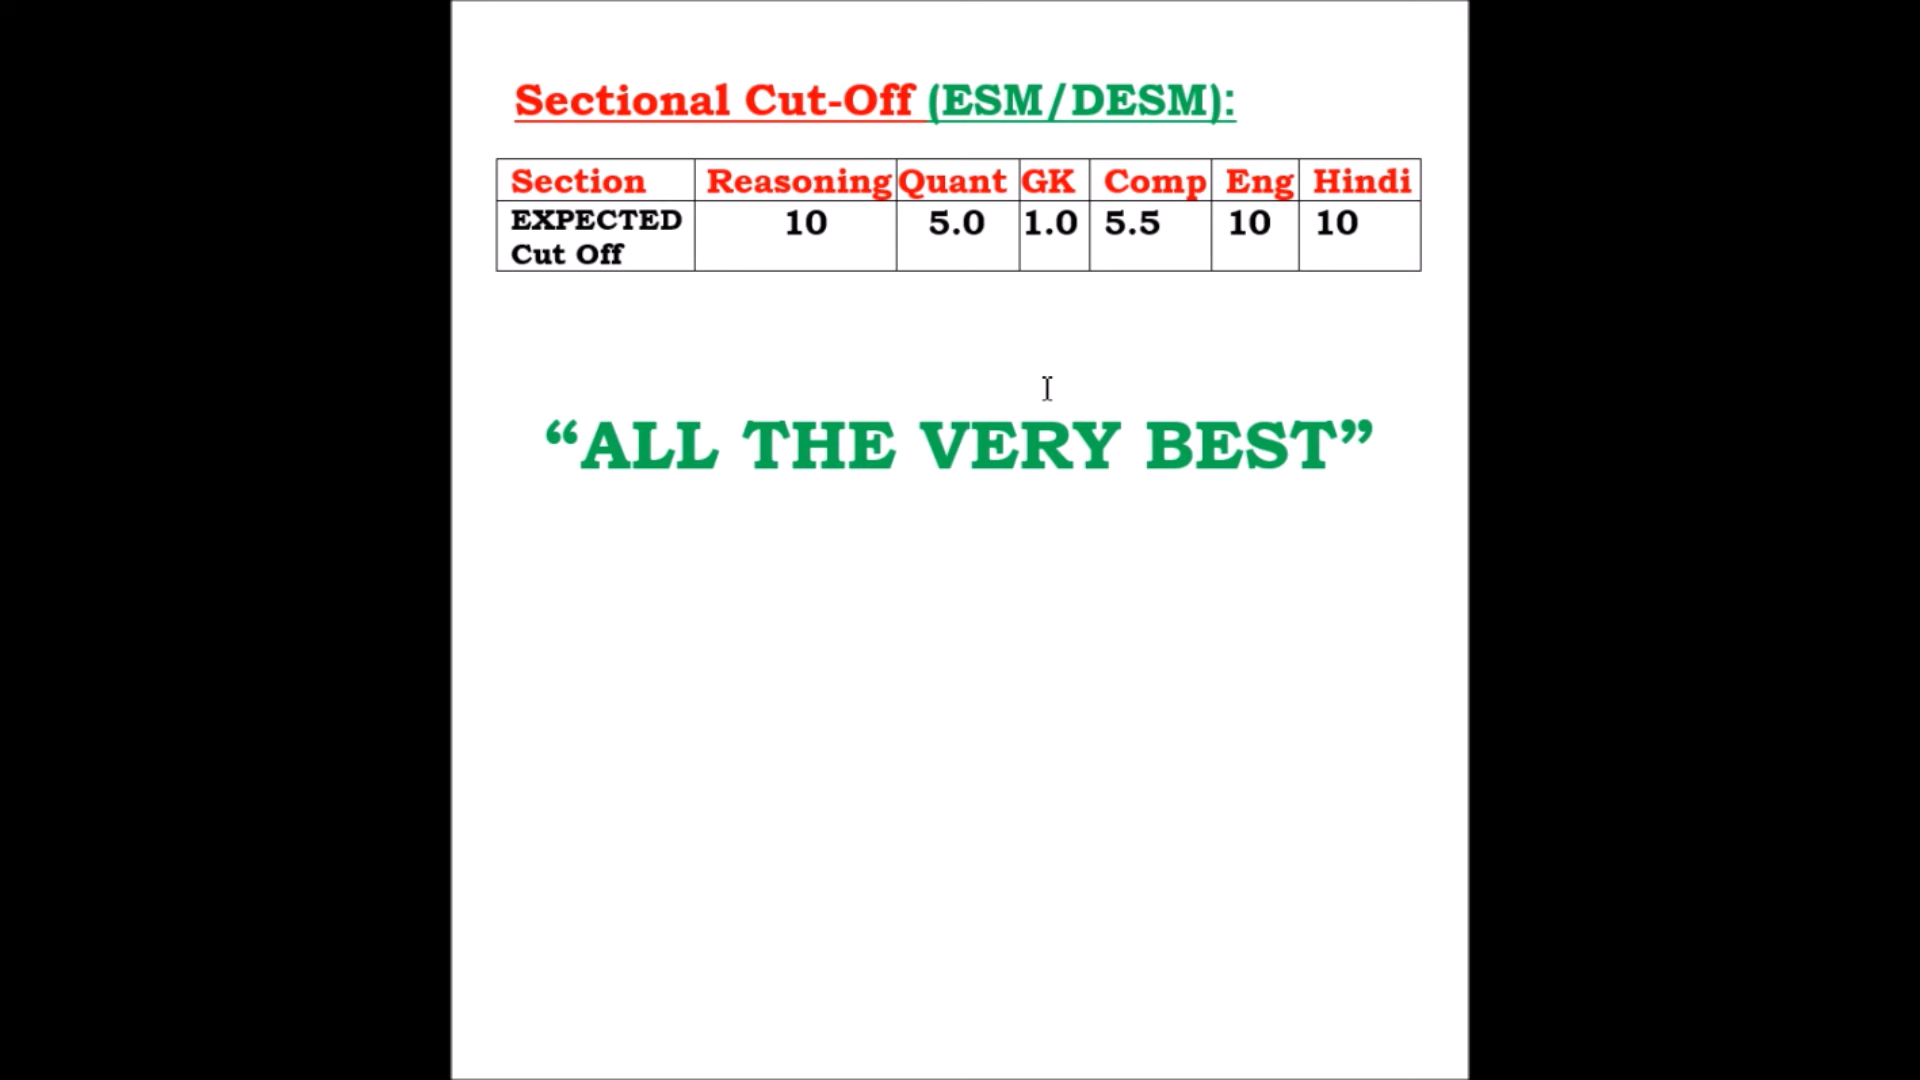 Sectional Cut-Off (ESM/DESM):
Section Reasoning Quant GK Comp Eng Hindi
EXPECTED Cut Off 10 5.0 1.0 5.5 10 10
“ALL THE VERY BEST”